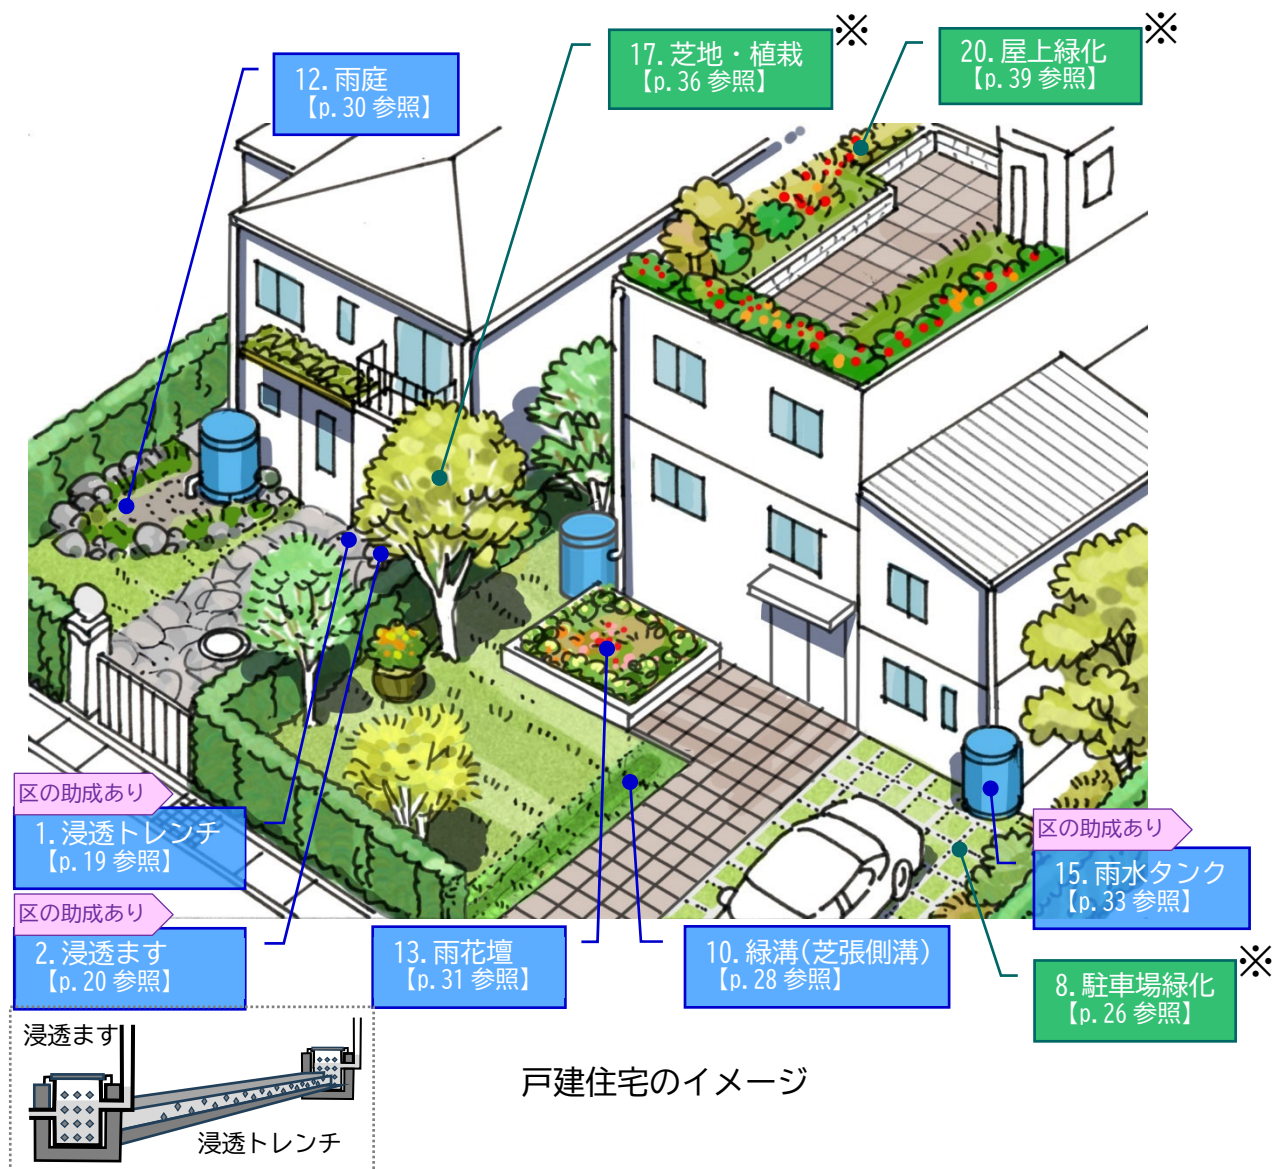 12.雨庭
【p.30 参照】
17.芝地・植栽
【p.36 参照】
※
20.屋上緑化
【p.39 参照】
※
区の助成あり
1.浸透トレンチ
【p.19 参照】
区の助成あり
2.浸透ます
【p.20 参照】
13.雨花壇
【p.31 参照】
10.緑溝(芝張側溝)
【p.28 参照】
区の助成あり
15.雨水タンク
【p.33 参照】
8.駐車場緑化
【p.26 参照】
※
浸透ます
浸透トレンチ
戸建住宅のイメージ